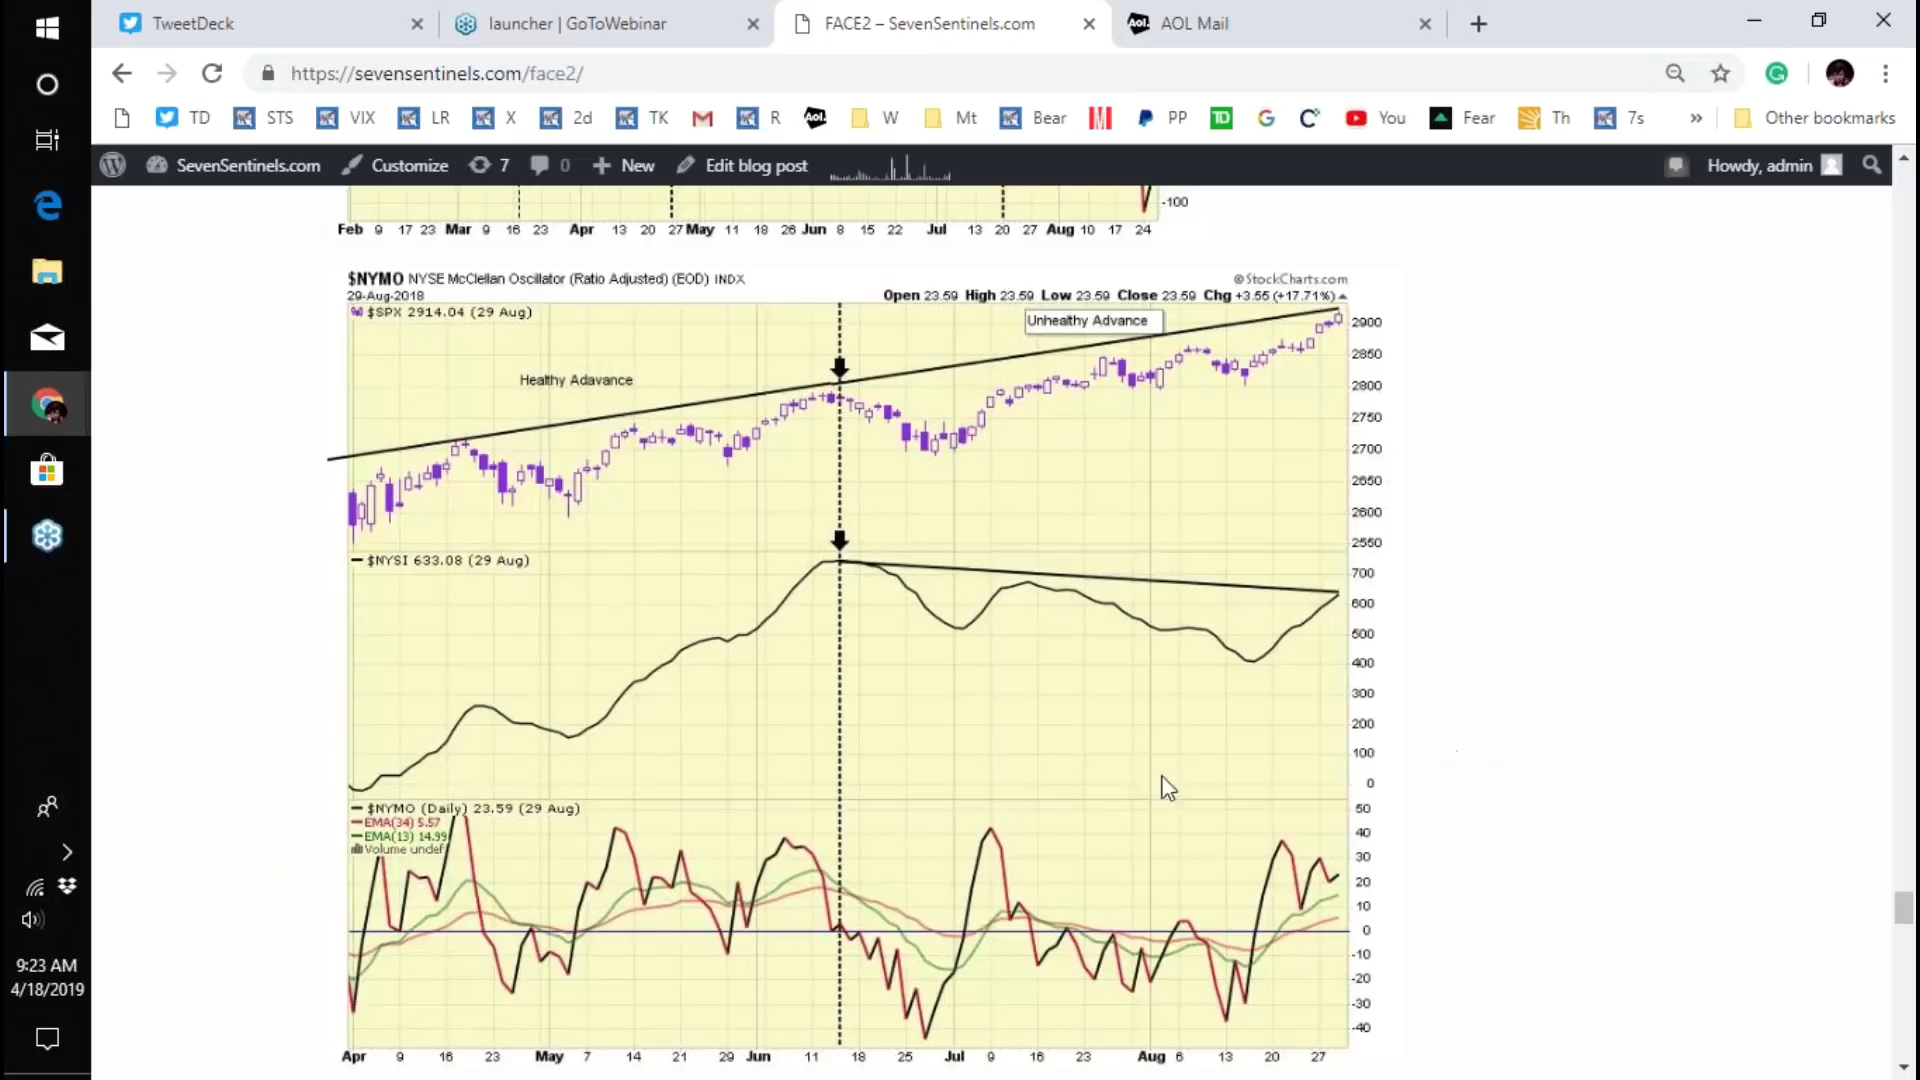 TweetDeck
launcher | GoToWebinar
FACE2 – SevenSentinels.com
Aol.
AOL Mail
https://sevensentinels.com/face2/
TD
STS
VIX
LR
X
2d
TK
R
Aol.
W
Mt
Bear
PP
TD
You
Fear
Th
7s
»
Other bookmarks
SevenSentinels.com
Customize
7
0
New
Edit blog post
Howdy, admin
-100
Feb 9 17 23 Mar 9 16 23 Apr 13 20 27 May 11 18 26 Jun 8 15 22 Jul 13 20 27 Aug 10 17 24
$NYMO NYSE McClellan Oscillator (Ratio Adjusted) (EOD) INDX
©StockCharts.com
29-Aug-2018
Open 23.59 High 23.59 Low 23.59 Close 23.59 Chg +3.55 (+17.71%)
$SPX 2914.04 (29 Aug)
Unhealthy Advance
Healthy Adavance
2900
2850
2800
2750
2700
2650
2600
2550
$NYSI 633.08 (29 Aug)
700
600
500
400
300
200
100
0
$NYMO (Daily) 23.59 (29 Aug)
EMA(34) 5.57
EMA(13) 14.99
Volume undef
50
40
30
20
10
0
-10
-20
-30
-40
Apr 9 16 23 May 7 14 21 29 Jun 11 18 25 Jul 9 16 23 Aug 6 13 20 27
9:23 AM
4/18/2019